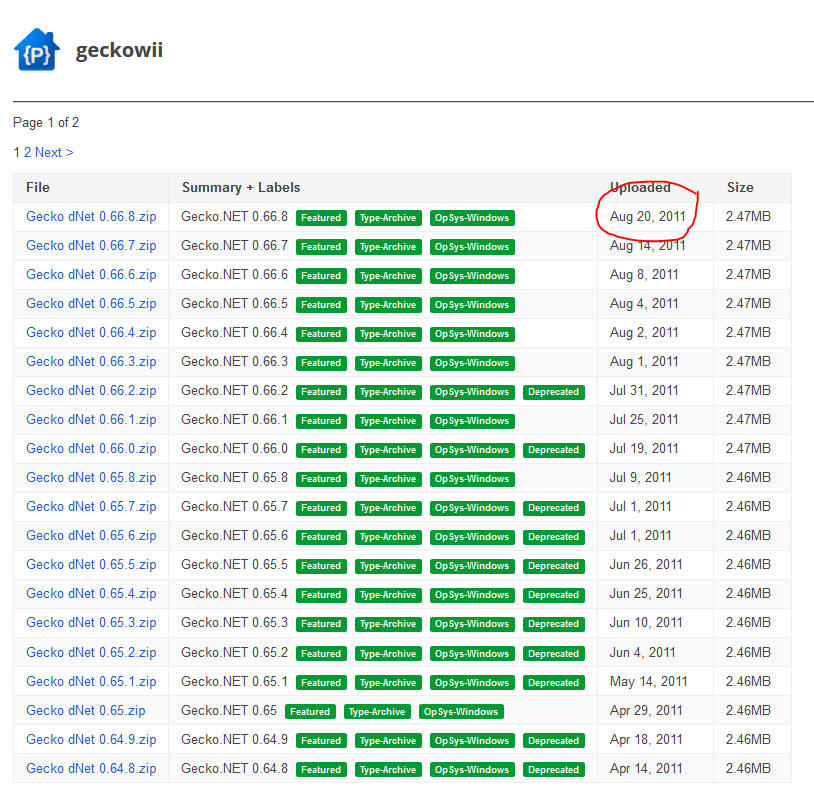 {P} geckowii
Page 1 of 2
1 2 Next >
File Summary + Labels Uploaded Size
Gecko dNet 0.66.8.zip Gecko.NET 0.66.8 Featured Type-Archive OpSys-Windows Aug 20, 2011 2.47MB
Gecko dNet 0.66.7.zip Gecko.NET 0.66.7 Featured Type-Archive OpSys-Windows Aug 14, 2011 2.47MB
Gecko dNet 0.66.6.zip Gecko.NET 0.66.6 Featured Type-Archive OpSys-Windows Aug 8, 2011 2.47MB
Gecko dNet 0.66.5.zip Gecko.NET 0.66.5 Featured Type-Archive OpSys-Windows Aug 4, 2011 2.47MB
Gecko dNet 0.66.4.zip Gecko.NET 0.66.4 Featured Type-Archive OpSys-Windows Aug 2, 2011 2.47MB
Gecko dNet 0.66.3.zip Gecko.NET 0.66.3 Featured Type-Archive OpSys-Windows Aug 1, 2011 2.47MB
Gecko dNet 0.66.2.zip Gecko.NET 0.66.2 Featured Type-Archive OpSys-Windows Deprecated Jul 31, 2011 2.47MB
Gecko dNet 0.66.1.zip Gecko.NET 0.66.1 Featured Type-Archive OpSys-Windows Jul 25, 2011 2.47MB
Gecko dNet 0.66.0.zip Gecko.NET 0.66.0 Featured Type-Archive OpSys-Windows Deprecated Jul 19, 2011 2.47MB
Gecko dNet 0.65.8.zip Gecko.NET 0.65.8 Featured Type-Archive OpSys-Windows Jul 9, 2011 2.46MB
Gecko dNet 0.65.7.zip Gecko.NET 0.65.7 Featured Type-Archive OpSys-Windows Deprecated Jul 1, 2011 2.46MB
Gecko dNet 0.65.6.zip Gecko.NET 0.65.6 Featured Type-Archive OpSys-Windows Deprecated Jul 1, 2011 2.46MB
Gecko dNet 0.65.5.zip Gecko.NET 0.65.5 Featured Type-Archive OpSys-Windows Deprecated Jun 26, 2011 2.46MB
Gecko dNet 0.65.4.zip Gecko.NET 0.65.4 Featured Type-Archive OpSys-Windows Deprecated Jun 25, 2011 2.46MB
Gecko dNet 0.65.3.zip Gecko.NET 0.65.3 Featured Type-Archive OpSys-Windows Deprecated Jun 10, 2011 2.46MB
Gecko dNet 0.65.2.zip Gecko.NET 0.65.2 Featured Type-Archive OpSys-Windows Deprecated Jun 4, 2011 2.46MB
Gecko dNet 0.65.1.zip Gecko.NET 0.65.1 Featured Type-Archive OpSys-Windows Deprecated May 14, 2011 2.46MB
Gecko dNet 0.65.zip Gecko.NET 0.65 Featured Type-Archive OpSys-Windows Apr 29, 2011 2.46MB
Gecko dNet 0.64.9.zip Gecko.NET 0.64.9 Featured Type-Archive OpSys-Windows Deprecated Apr 18, 2011 2.46MB
Gecko dNet 0.64.8.zip Gecko.NET 0.64.8 Featured Type-Archive OpSys-Windows Deprecated Apr 14, 2011 2.46MB